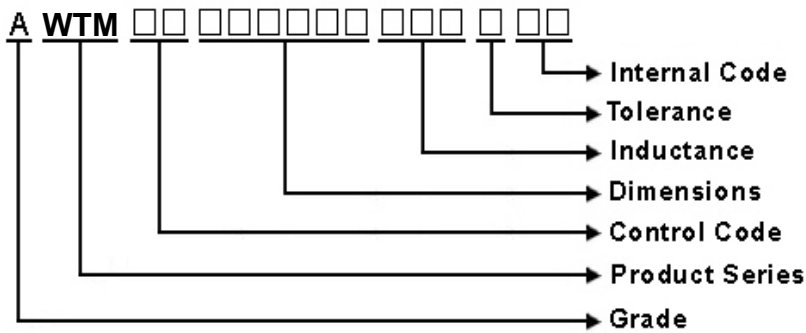 A WTM □□ □□□□□□ □□□ □ □□
Internal Code
Tolerance
Inductance
Dimensions
Control Code
Product Series
Grade